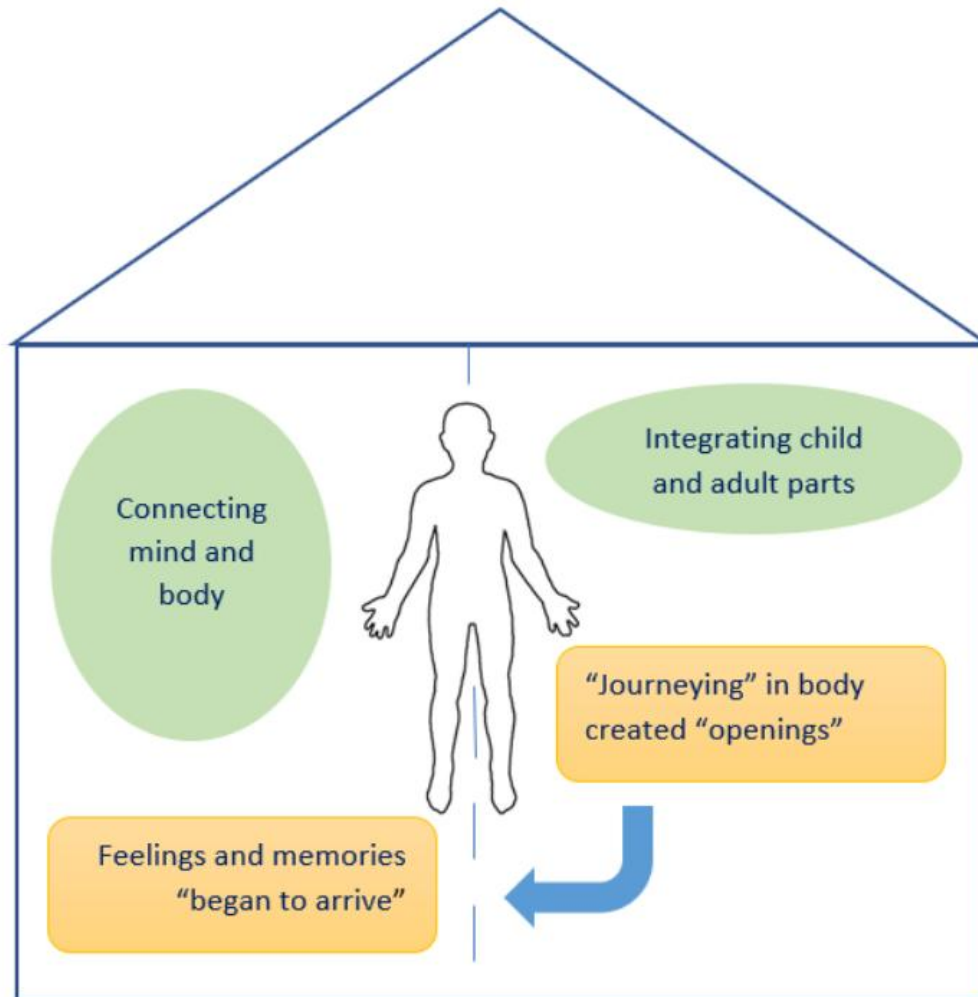 Connecting
mind and
body
Integrating child
and adult parts
“Journeying” in body
created “openings”
Feelings and memories
“began to arrive”